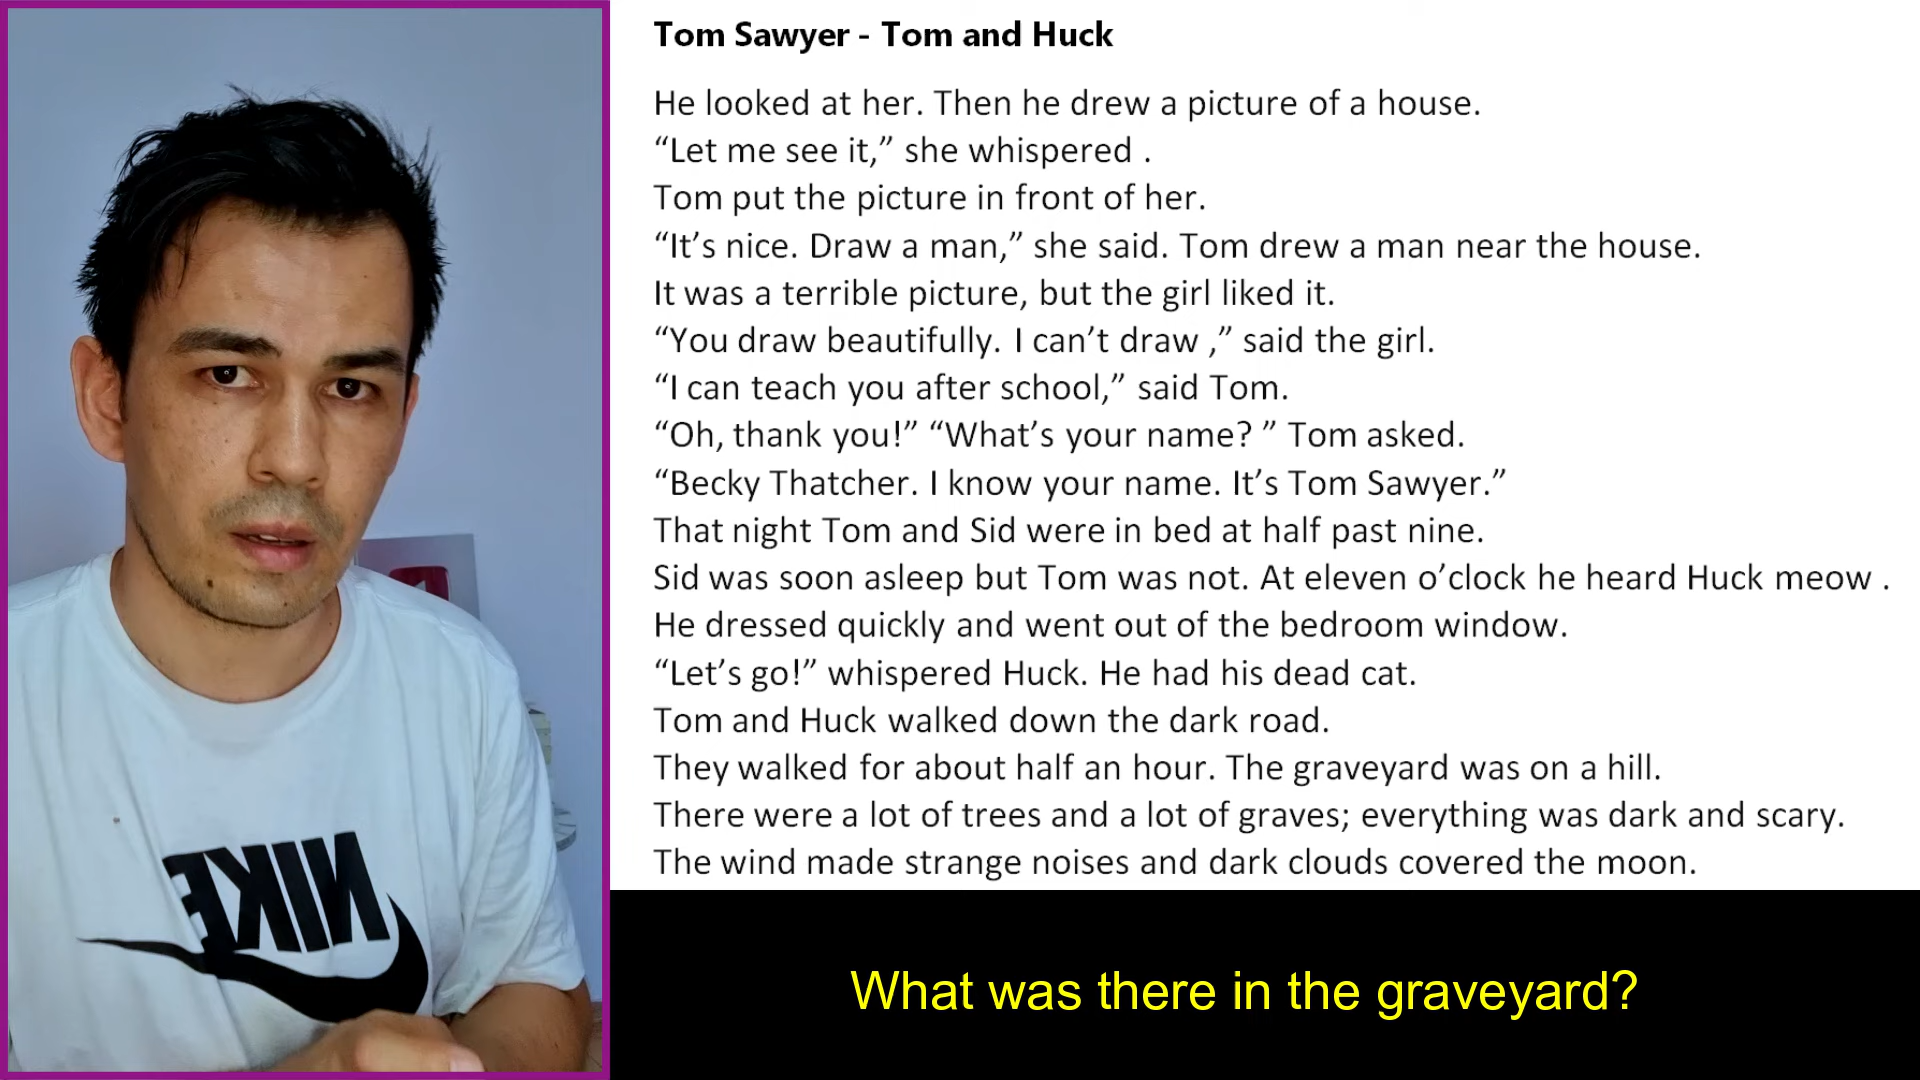 Tom Sawyer - Tom and Huck
He looked at her. Then he drew a picture of a house.
“Let me see it,” she whispered .
Tom put the picture in front of her.
“It’s nice. Draw a man,” she said. Tom drew a man near the house.
It was a terrible picture, but the girl liked it.
“You draw beautifully. I can’t draw ,” said the girl.
“I can teach you after school,” said Tom.
“Oh, thank you!” “What’s your name? ” Tom asked.
“Becky Thatcher. I know your name. It’s Tom Sawyer.”
That night Tom and Sid were in bed at half past nine.
Sid was soon asleep but Tom was not. At eleven o’clock he heard Huck meow .
He dressed quickly and went out of the bedroom window.
“Let’s go!” whispered Huck. He had his dead cat.
Tom and Huck walked down the dark road.
They walked for about half an hour. The graveyard was on a hill.
There were a lot of trees and a lot of graves; everything was dark and scary.
The wind made strange noises and dark clouds covered the moon.
What was there in the graveyard?
NIKE